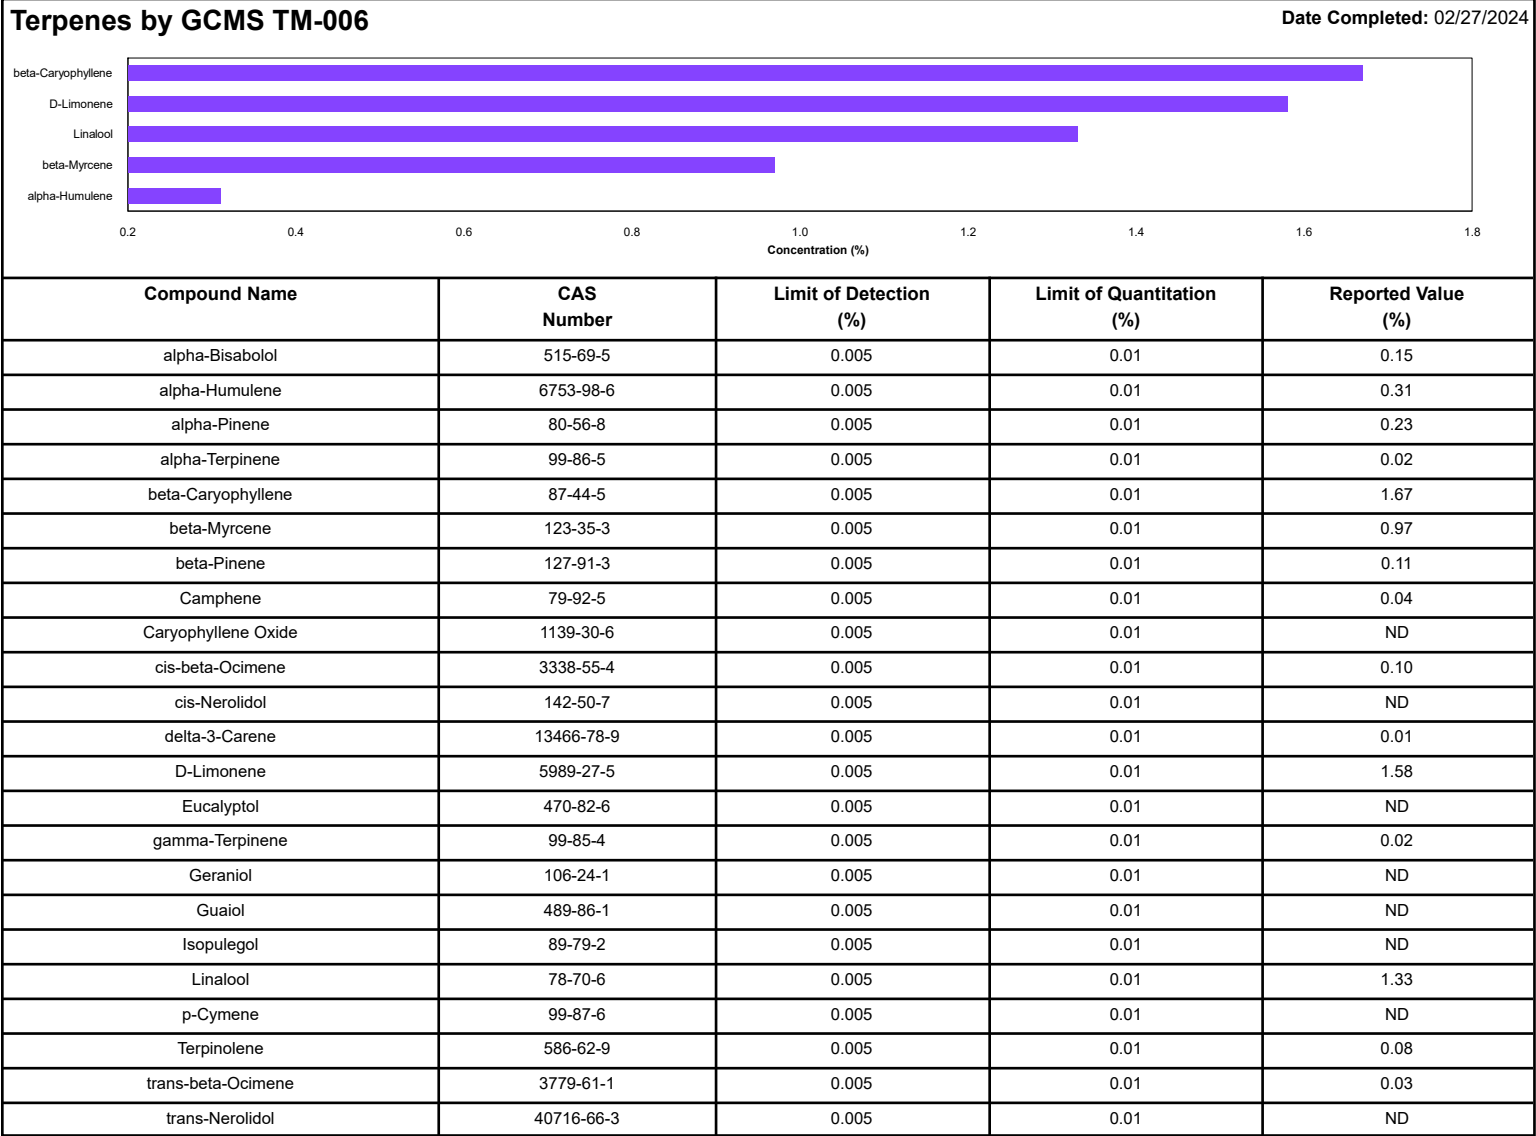 Terpenes by GCMS TM-006
Date Completed: 02/27/2024
beta-Caryophyllene
D-Limonene
Linalool
beta-Myrcene
alpha-Humulene
0.2 0.4 0.6 0.8 1.0 1.2 1.4 1.6 1.8
Concentration (%)
Compound Name CAS Limit of Detection Limit of Quantitation Reported Value
Number (%) (%) (%)
alpha-Bisabolol 515-69-5 0.005 0.01 0.15
alpha-Humulene 6753-98-6 0.005 0.01 0.31
alpha-Pinene 80-56-8 0.005 0.01 0.23
alpha-Terpinene 99-86-5 0.005 0.01 0.02
beta-Caryophyllene 87-44-5 0.005 0.01 1.67
beta-Myrcene 123-35-3 0.005 0.01 0.97
beta-Pinene 127-91-3 0.005 0.01 0.11
Camphene 79-92-5 0.005 0.01 0.04
Caryophyllene Oxide 1139-30-6 0.005 0.01 ND
cis-beta-Ocimene 3338-55-4 0.005 0.01 0.10
cis-Nerolidol 142-50-7 0.005 0.01 ND
delta-3-Carene 13466-78-9 0.005 0.01 0.01
D-Limonene 5989-27-5 0.005 0.01 1.58
Eucalyptol 470-82-6 0.005 0.01 ND
gamma-Terpinene 99-85-4 0.005 0.01 0.02
Geraniol 106-24-1 0.005 0.01 ND
Guaiol 489-86-1 0.005 0.01 ND
Isopulegol 89-79-2 0.005 0.01 ND
Linalool 78-70-6 0.005 0.01 1.33
p-Cymene 99-87-6 0.005 0.01 ND
Terpinolene 586-62-9 0.005 0.01 0.08
trans-beta-Ocimene 3779-61-1 0.005 0.01 0.03
trans-Nerolidol 40716-66-3 0.005 0.01 ND